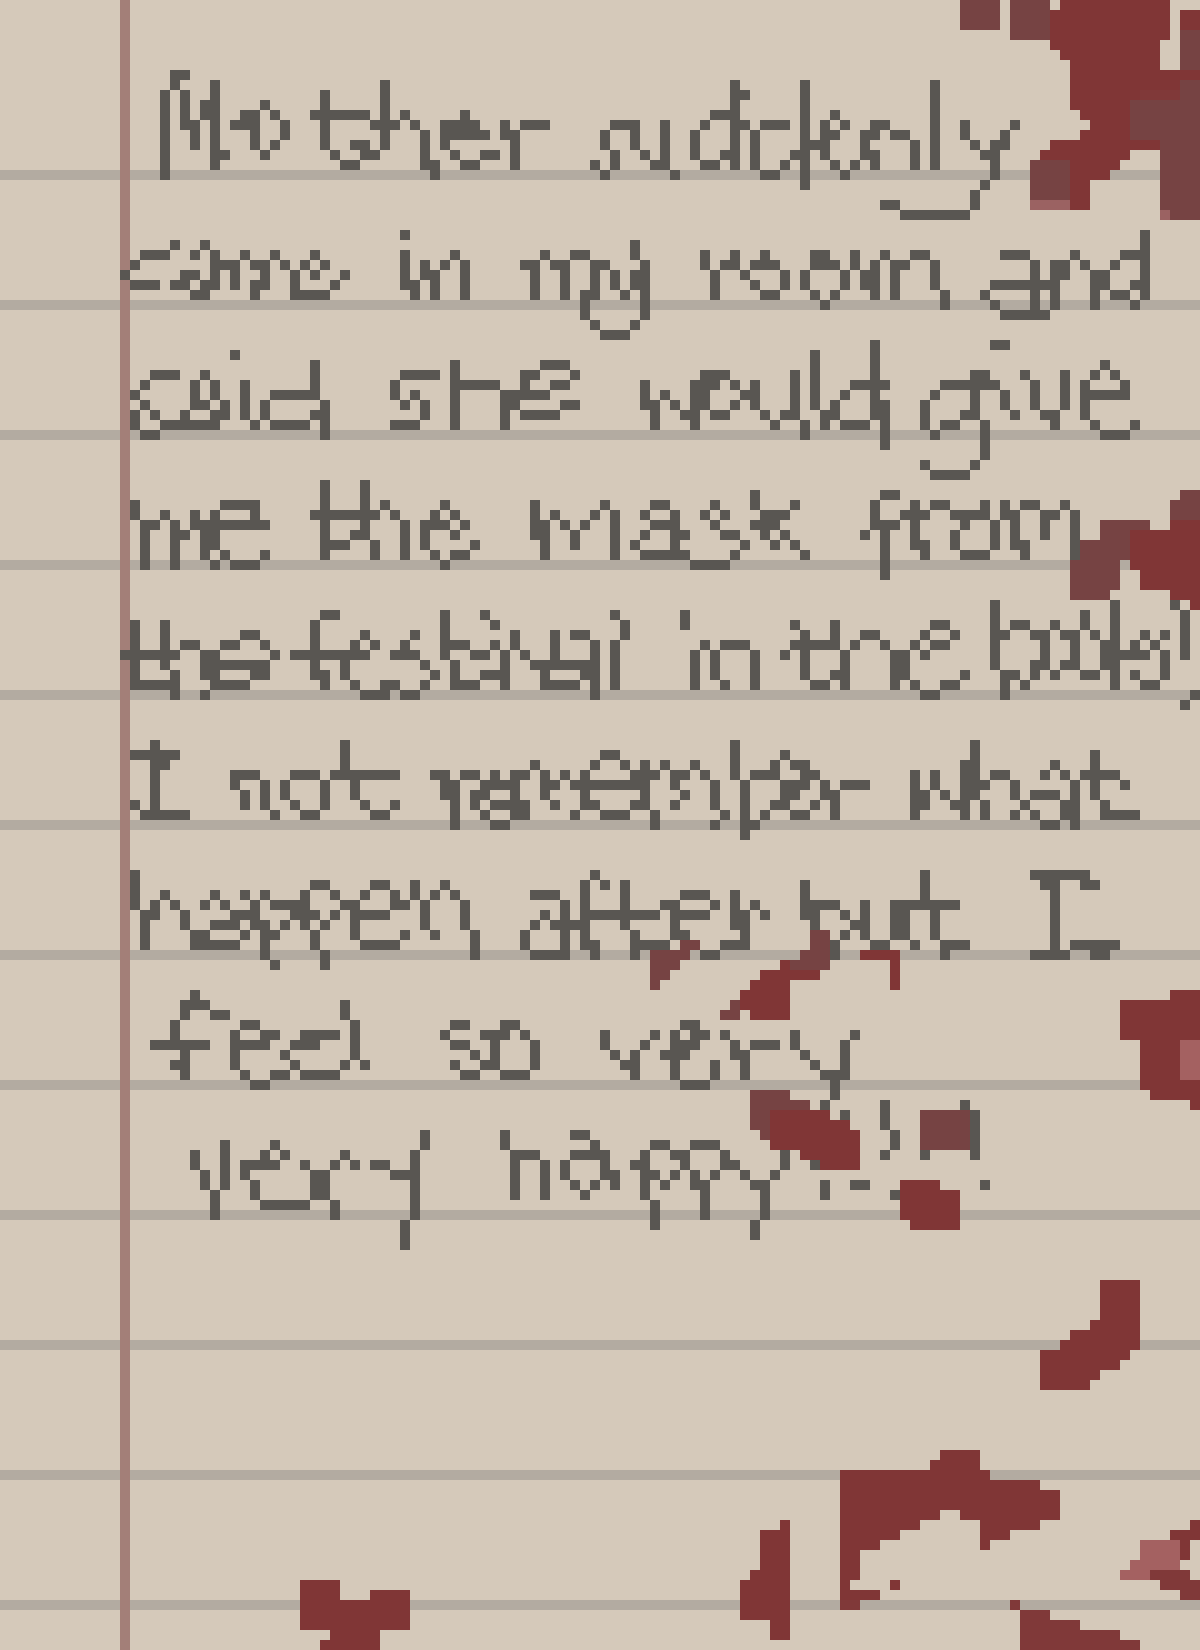 Mother suddenly
came in my room and
said she would give
me the mask from
the festival in the books!
I not remember what
happen after but I
feel so very
very happy